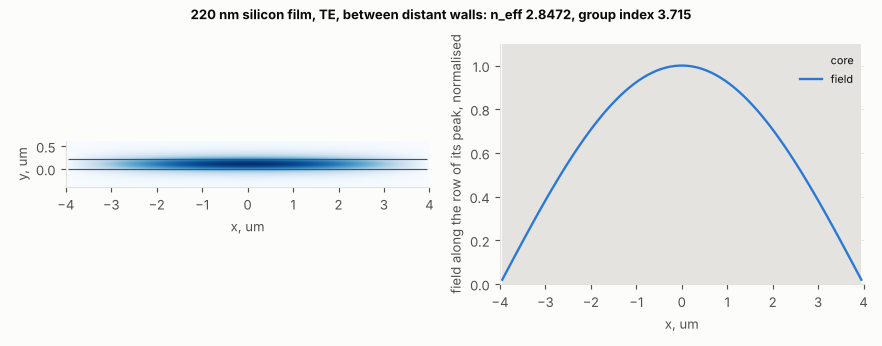 220 nm silicon film, TE, between distant walls: n_eff 2.8472, group index 3.715
y, um
0.5
0.0
−4 −3 −2 −1 0 1 2 3 4
x, um
field along the row of its peak, normalised
1.0
0.8
0.6
0.4
0.2
0.0
core
field
−4 −3 −2 −1 0 1 2 3 4
x, um